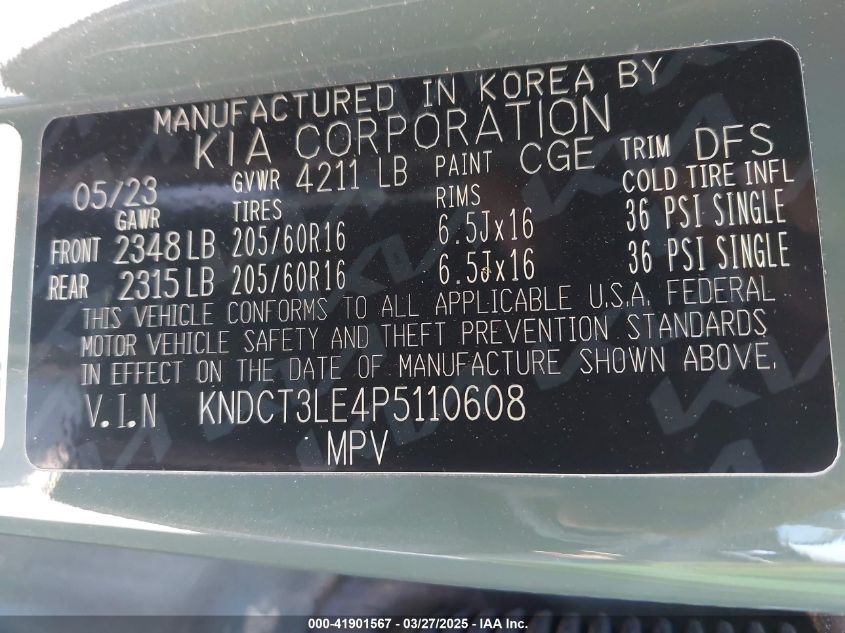 MANUFACTURED IN KOREA BY
KIA CORPORATION
05/23 GVWR 4211 LB PAINT CGE TRIM DFS
GAWR TIRES RIMS COLD TIRE INFL
FRONT 2348 LB 205/60R16 6.5Jx16 36 PSI SINGLE
REAR 2315 LB 205/60R16 6.5Jx16 36 PSI SINGLE
THIS VEHICLE CONFORMS TO ALL APPLICABLE U.S.A. FEDERAL
MOTOR VEHICLE SAFETY AND THEFT PREVENTION STANDARDS
IN EFFECT ON THE DATE OF MANUFACTURE SHOWN ABOVE.
V.I.N KNDCT3LE4P5110608
MPV
000-41901567 - 03/27/2025 - IAA Inc.